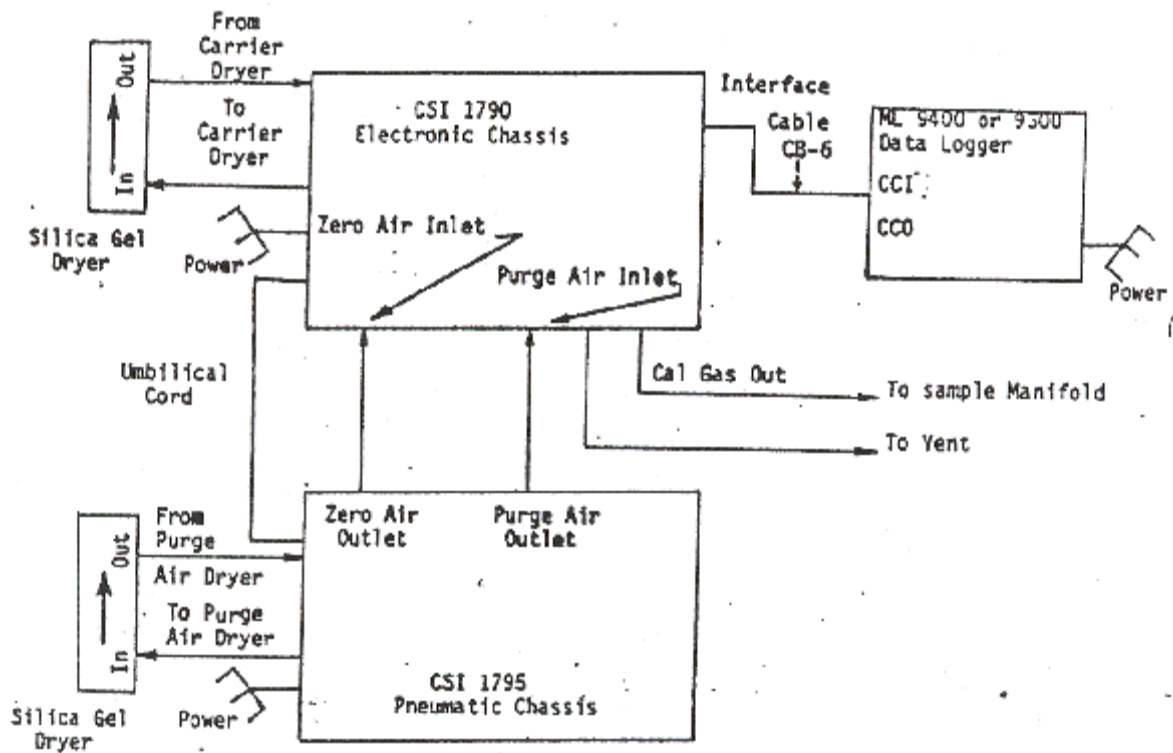 From
Carrier
Dryer
Out
In
To
Carrier
Dryer
Silica Gel
Dryer
CSI 1790
Electronic Chassis
Interface
Cable
CB-6
ML 9400 or 9300
Data Logger
CCI
CCO
Power
Power
Zero Air Inlet
Purge Air Inlet
Umbilical
Cord
Cal Gas Out
To sample Manifold
To Vent
Zero Air
Outlet
Purge Air
Outlet
From
Purge
Air Dryer
Out
In
To Purge
Air Dryer
Silica Gel
Dryer
Power
CSI 1795
Pneumatic Chassis